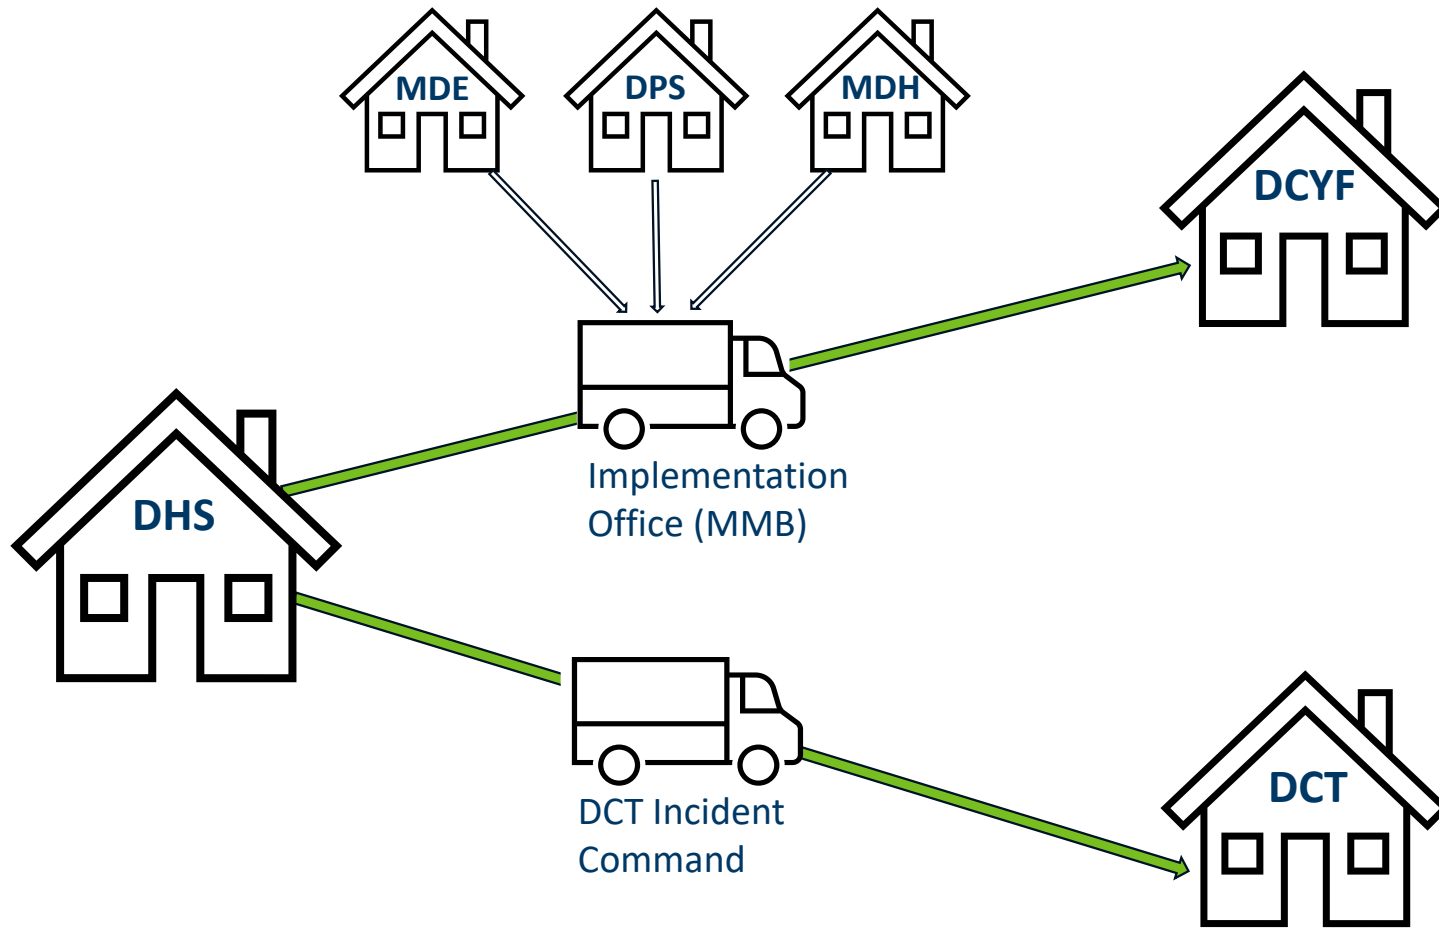 MDE
DPS
MDH
DCYF
Implementation
Office (MMB)
DHS
DCT Incident
Command
DCT